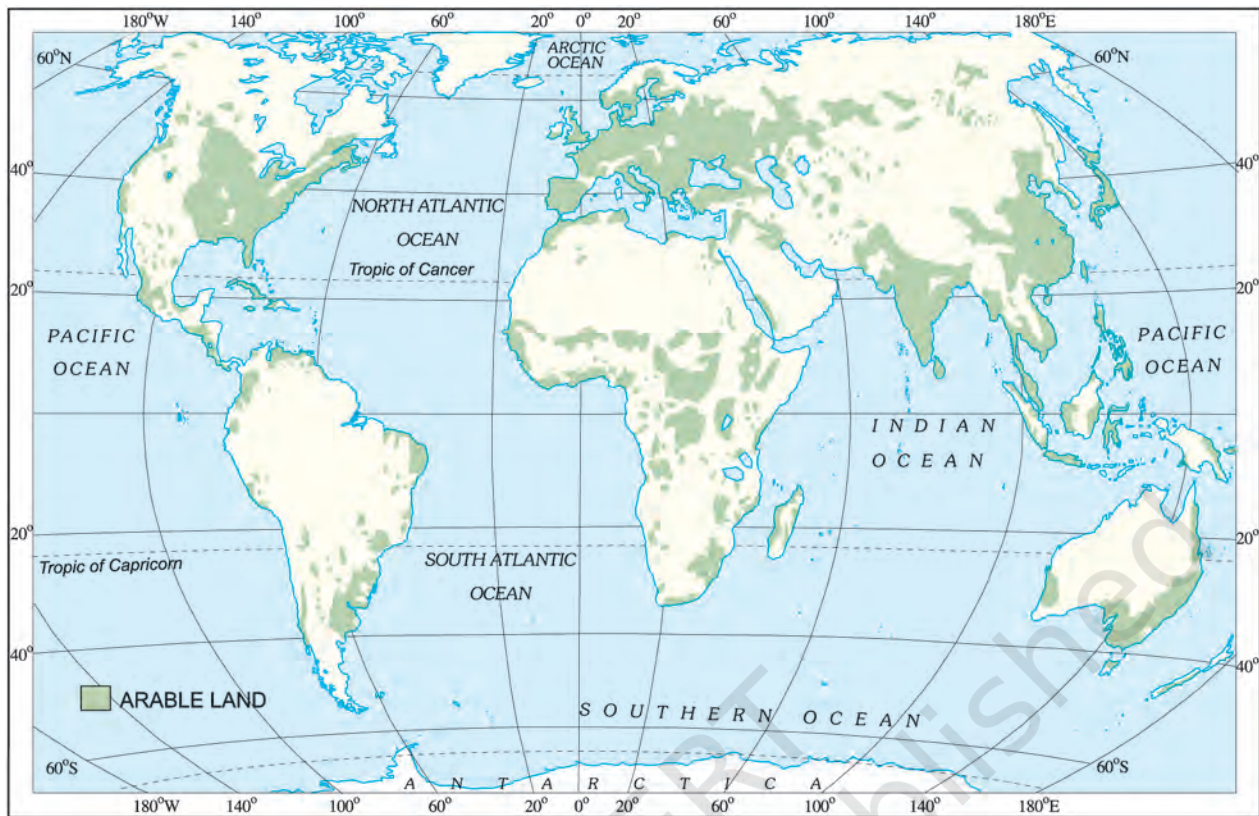 180°W 140° 100° 60° 20° 0° 20° 60° 100° 140° 180°E
ARCTIC
OCEAN
60°N
60°N
40°
40°
NORTH ATLANTIC
OCEAN
Tropic of Cancer
20°
20°
PACIFIC
OCEAN
PACIFIC
OCEAN
INDIAN
OCEAN
20°
20°
Tropic of Capricorn
SOUTH ATLANTIC
OCEAN
40°
40°
ARABLE LAND
SOUTHERN OCEAN
60°S
60°S
ANTARCTICA
180°W 140° 100° 60° 20° 0° 20° 60° 100° 140° 180°E